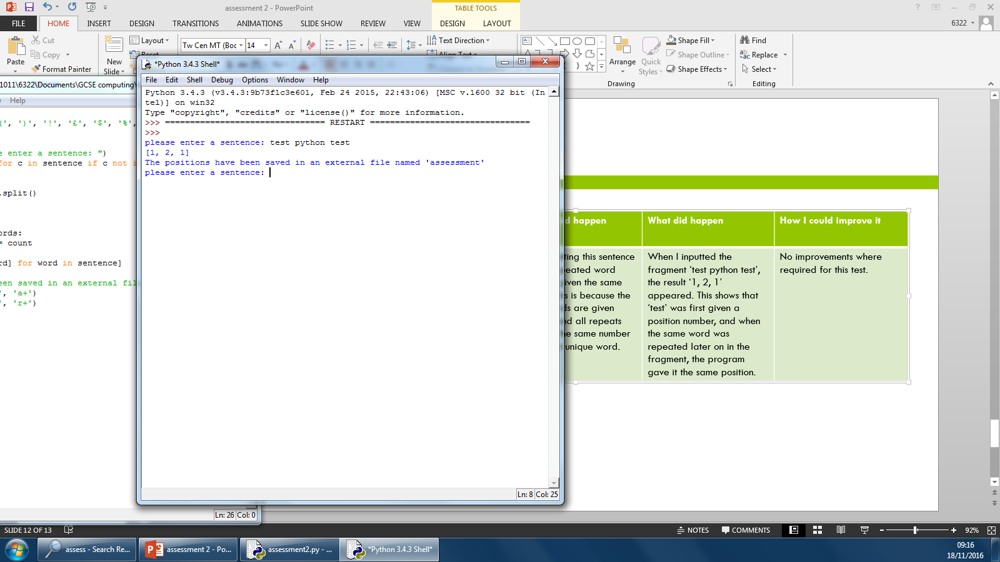 assessment 2 - PowerPoint
TABLE TOOLS
FILE HOME INSERT DESIGN TRANSITIONS ANIMATIONS SLIDE SHOW REVIEW VIEW DESIGN LAYOUT
6322
Paste
Cut
Copy
Format Painter
New
Slide
Layout
Reset
Tw Cen MT (Boc
14
Text Direction
Align Text
Arrange
Quick
Styles
Shape Fill
Shape Outline
Shape Effects
Drawing
Find
Replace
Select
Editing
1011\6322\Documents\GCSE computing\
Help
(', ')', '!', '£', '$', '%',
e enter a sentence: ")
for c in sentence if c not i
.split()
ords:
= count
rd] for word in sentence]
een saved in an external fil
', 'a+')
', 'r+')
Ln: 26 Col: 0
*Python 3.4.3 Shell*
File Edit Shell Debug Options Window Help
Python 3.4.3 (v3.4.3:9b73f1c3e601, Feb 24 2015, 22:43:06) [MSC v.1600 32 bit (In
tel)] on win32
Type "copyright", "credits" or "license()" for more information.
>>> ================================ RESTART ================================
>>>
please enter a sentence: test python test
[1, 2, 1]
The positions have been saved in an external file named 'assessment'
please enter a sentence:
Ln: 8 Col: 25
d happen
ting this sentence
eated word
iven the same
s is because the
ds are given
nd all repeats
he same number
unique word.
What did happen
When I inputted the
fragment ‘test python test’,
the result ‘1, 2, 1’
appeared. This shows that
‘test’ was first given a
position number, and when
the same word was
repeated later on in the
fragment, the program
gave it the same position.
How I could improve it
No improvements where
required for this test.
SLIDE 12 OF 13
NOTES
COMMENTS
92%
assess - Search Re...
assessment 2 - Po...
assessment2.py - ...
*Python 3.4.3 Shell*
09:16
18/11/2016